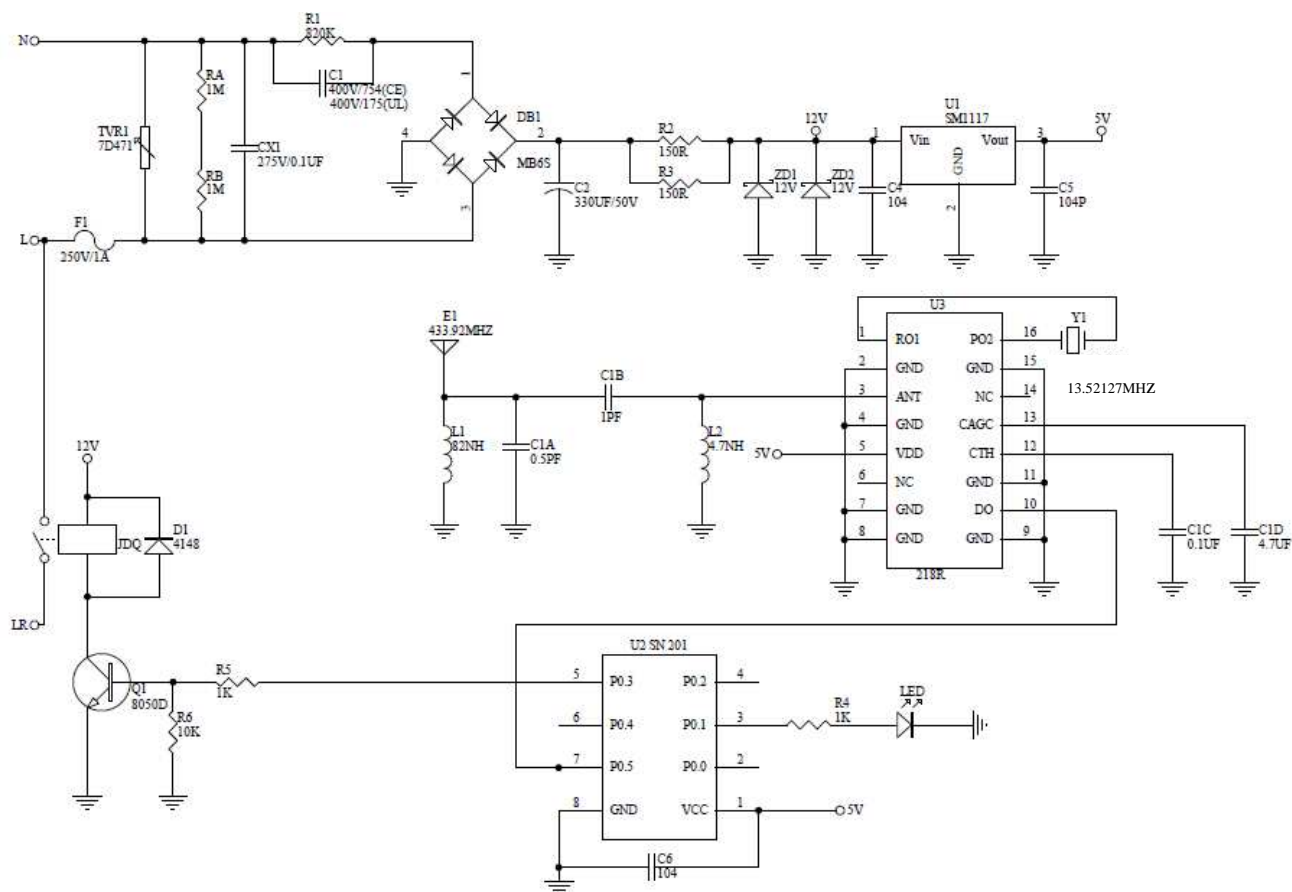 N
R1
820K
C1
400V/754(CE)
400V/175(UL)
RA
1M
TVR1
7D471
CX1
275V/0.1UF
RB
1M
F1
250V/1A
L
1
4
DB1
2
MB6S
3
C2
330UF/50V
R2
150R
R3
150R
ZD1
12V
12V
ZD2
12V
C4
104
U1
SM1117
1
Vin
Vout
3
GND
2
5V
C5
104P
E1
433.92MHZ
C1B
1PF
L1
82NH
C1A
0.5PF
L2
4.7NH
5V
U3
1 RO1 PO2 16
2 GND GND 15
3 ANT NC 14
4 GND CAGC 13
5 VDD CTH 12
6 NC GND 11
7 GND DO 10
8 GND GND 9
218R
Y1
13.52127MHZ
C1C
0.1UF
C1D
4.7UF
12V
JDQ
D1
4148
LR
Q1
8050D
R5
1K
R6
10K
U2 SN201
5 P0.3 P0.2 4
6 P0.4 P0.1 3
7 P0.5 P0.0 2
8 GND VCC 1
R4
1K
LED
5V
C6
104